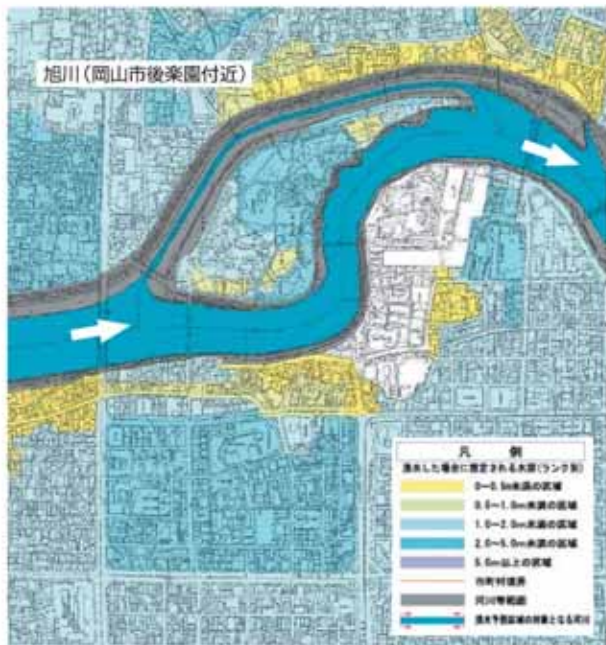 旭川(岡山市後楽園付近)
凡 例
浸水した場合に想定される水深(ランク別)
0~0.5m未満の区域
0.5~1.0m未満の区域
1.0~2.0m未満の区域
2.0~5.0m未満の区域
5.0m以上の区域
市町村境界
河川等範囲
浸水予想区域の対象となる河川